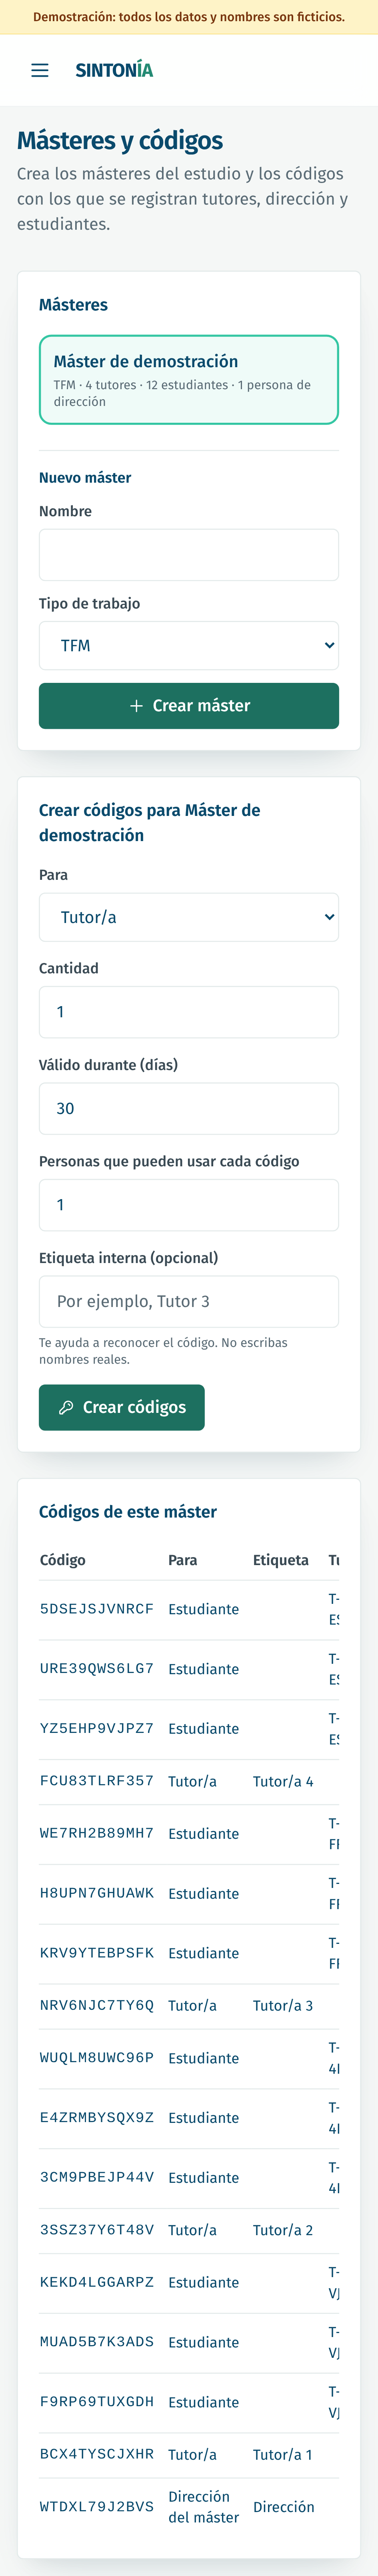 Demostración: todos los datos y nombres son ficticios.
SINTONÍA
Másteres y códigos
Crea los másteres del estudio y los códigos
con los que se registran tutores, dirección y
estudiantes.
Másteres
Máster de demostración
TFM · 4 tutores · 12 estudiantes · 1 persona de
dirección
Nuevo máster
Nombre
Tipo de trabajo
TFM
Crear máster
Crear códigos para Máster de
demostración
Para
Tutor/a
Cantidad
1
Válido durante (días)
30
Personas que pueden usar cada código
1
Etiqueta interna (opcional)
Por ejemplo, Tutor 3
Te ayuda a reconocer el código. No escribas
nombres reales.
Crear códigos
Códigos de este máster
Código Para Etiqueta
5DSEJSJVNRCF Estudiante
URE39QWS6LG7 Estudiante
YZ5EHP9VJPZ7 Estudiante
FCU83TLRF357 Tutor/a Tutor/a 4
WE7RH2B89MH7 Estudiante
H8UPN7GHUAWK Estudiante
KRV9YTEBPSFK Estudiante
NRV6NJC7TY6Q Tutor/a Tutor/a 3
WUQLM8UWC96P Estudiante
E4ZRMBYSQX9Z Estudiante
3CM9PBEJP44V Estudiante
3SSZ37Y6T48V Tutor/a Tutor/a 2
KEKD4LGGARPZ Estudiante
MUAD5B7K3ADS Estudiante
F9RP69TUXGDH Estudiante
BCX4TYSCJXHR Tutor/a Tutor/a 1
WTDXL79J2BVS Dirección del máster Dirección